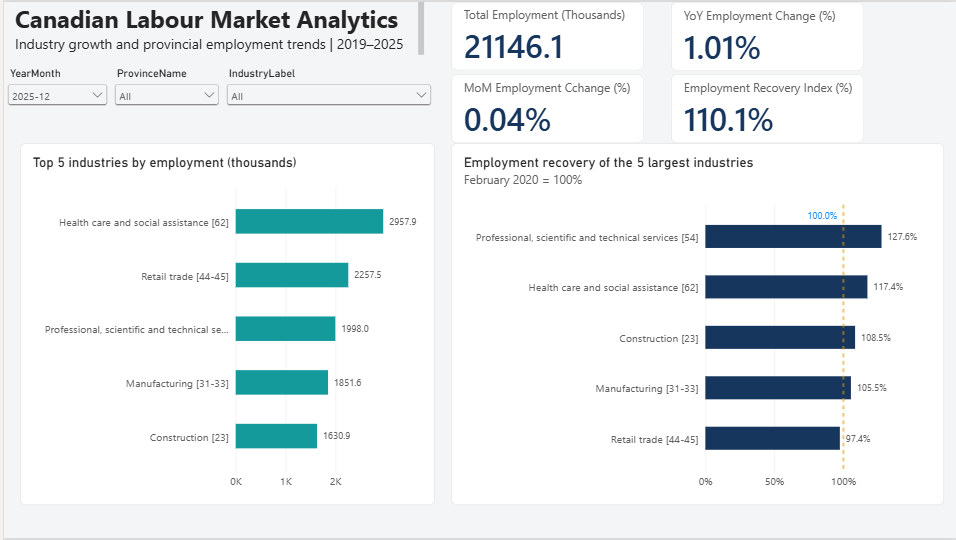 Canadian Labour Market Analytics
Industry growth and provincial employment trends | 2019–2025
YearMonth
2025-12
ProvinceName
All
IndustryLabel
All
Total Employment (Thousands)
21146.1
YoY Employment Change (%)
1.01%
MoM Employment Cchange (%)
0.04%
Employment Recovery Index (%)
110.1%
Top 5 industries by employment (thousands)
Health care and social assistance [62]
2957.9
Retail trade [44-45]
2257.5
Professional, scientific and technical se...
1998.0
Manufacturing [31-33]
1851.6
Construction [23]
1630.9
0K 1K 2K
Employment recovery of the 5 largest industries
February 2020 = 100%
100.0%
Professional, scientific and technical services [54]
127.6%
Health care and social assistance [62]
117.4%
Construction [23]
108.5%
Manufacturing [31-33]
105.5%
Retail trade [44-45]
97.4%
0% 50% 100%